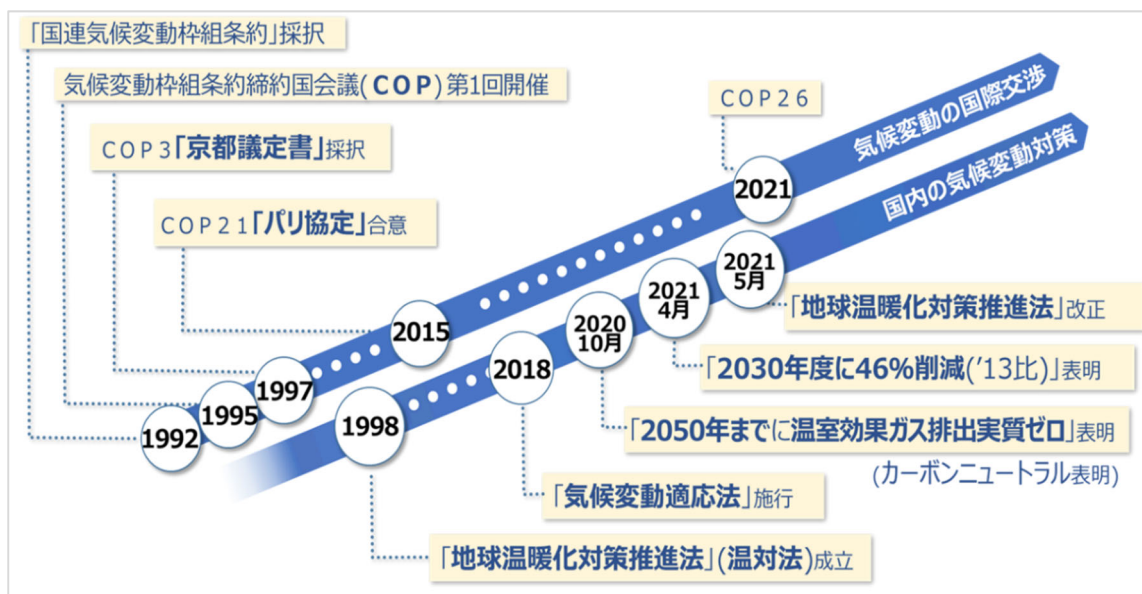 「国連気候変動枠組条約」採択
気候変動枠組条約締約国会議(COP)第1回開催
COP3「京都議定書」採択
COP21「パリ協定」合意
COP26
気候変動の国際交渉
国内の気候変動対策
1992
1995
1997
2015
2021
1998
2018
2020
10月
2021
4月
2021
5月
「地球温暖化対策推進法」改正
「2030年度に46%削減('13比)」表明
「2050年までに温室効果ガス排出実質ゼロ」表明
(カーボンニュートラル表明)
「気候変動適応法」施行
「地球温暖化対策推進法」(温対法)成立